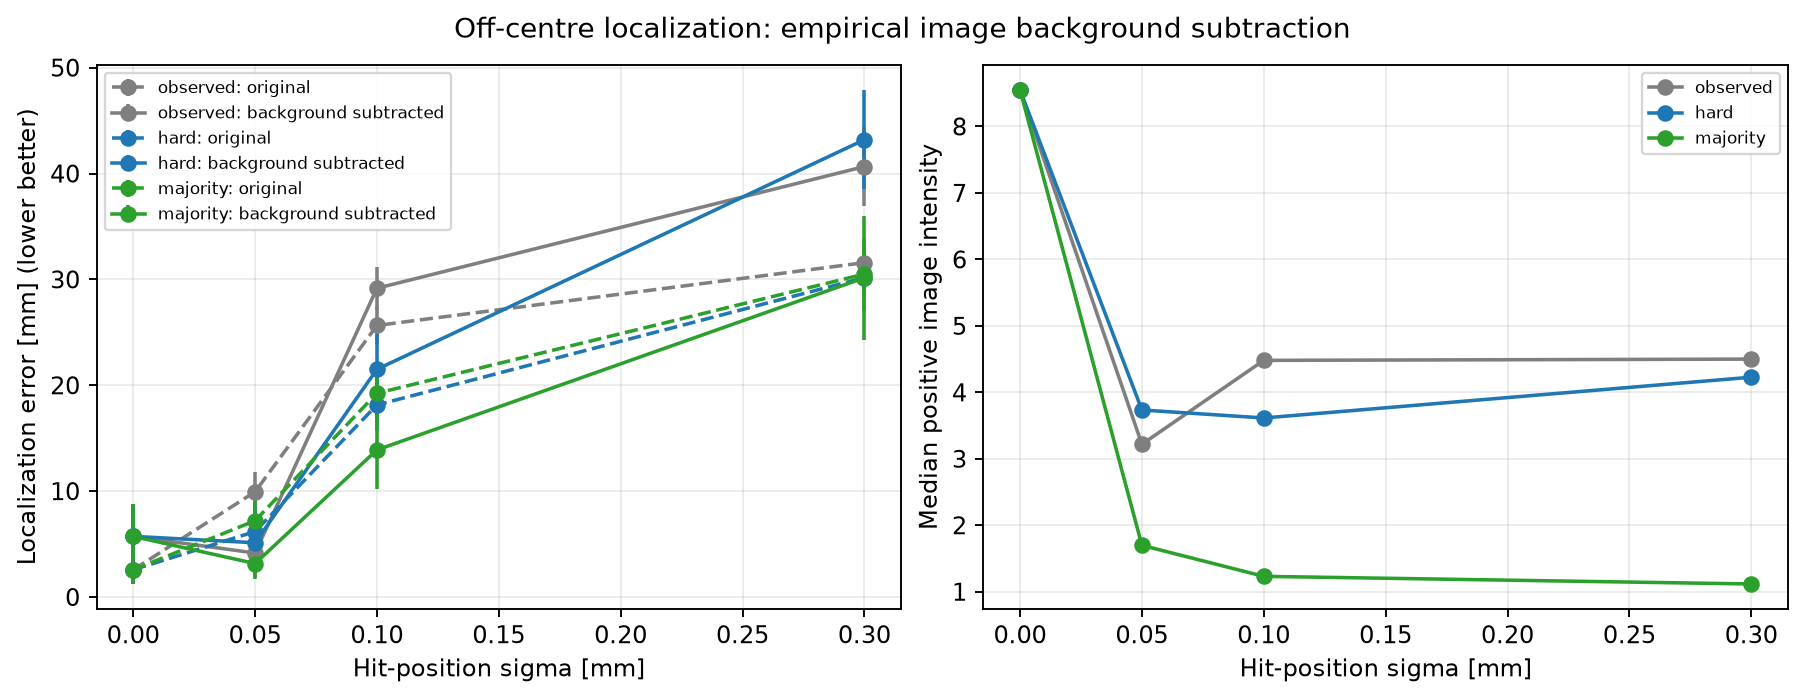 Off-centre localization: empirical image background subtraction
Localization error [mm] (lower better)
50
40
30
20
10
0
observed: original
observed: background subtracted
hard: original
hard: background subtracted
majority: original
majority: background subtracted
0.00 0.05 0.10 0.15 0.20 0.25 0.30
Hit-position sigma [mm]
Median positive image intensity
8
7
6
5
4
3
2
1
observed
hard
majority
0.00 0.05 0.10 0.15 0.20 0.25 0.30
Hit-position sigma [mm]